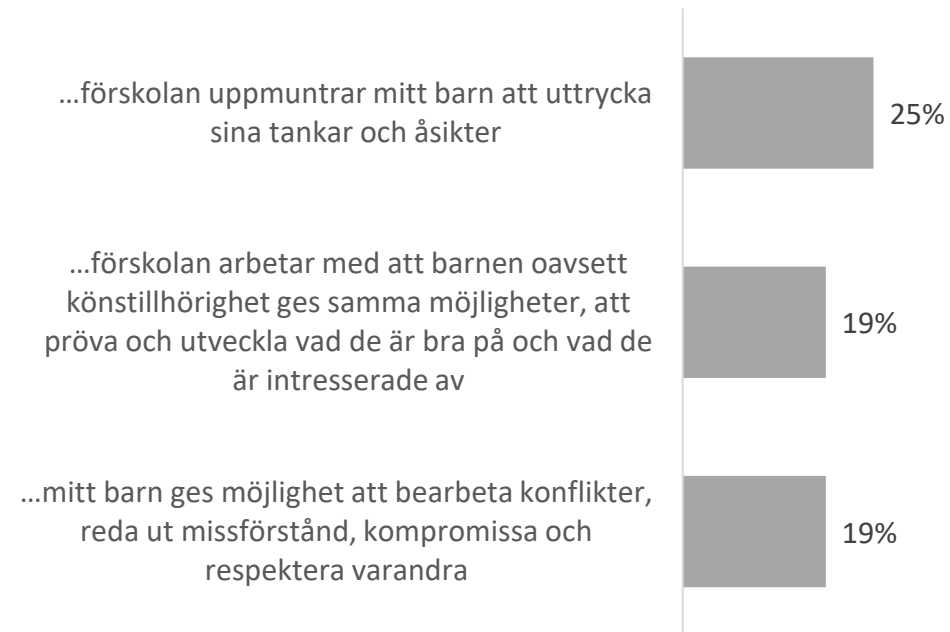 …förskolan uppmuntrar mitt barn att uttrycka
sina tankar och åsikter
25%
…förskolan arbetar med att barnen oavsett
könstillhörighet ges samma möjligheter, att
pröva och utveckla vad de är bra på och vad de
är intresserade av
19%
…mitt barn ges möjlighet att bearbeta konflikter,
reda ut missförstånd, kompromissa och
respektera varandra
19%